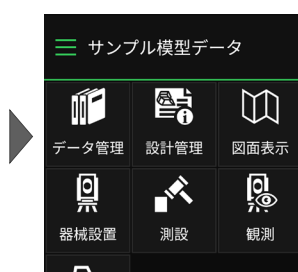 サンプル模型データ
データ管理 設計管理 図面表示
器械設置 測設 観測